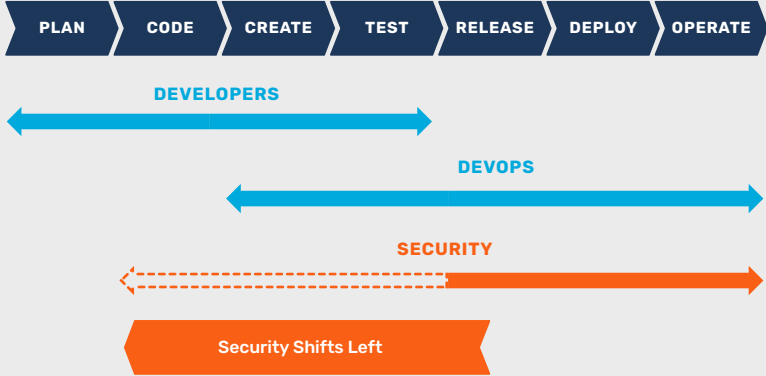 PLAN CODE CREATE TEST RELEASE DEPLOY OPERATE
DEVELOPERS
DEVOPS
SECURITY
Security Shifts Left